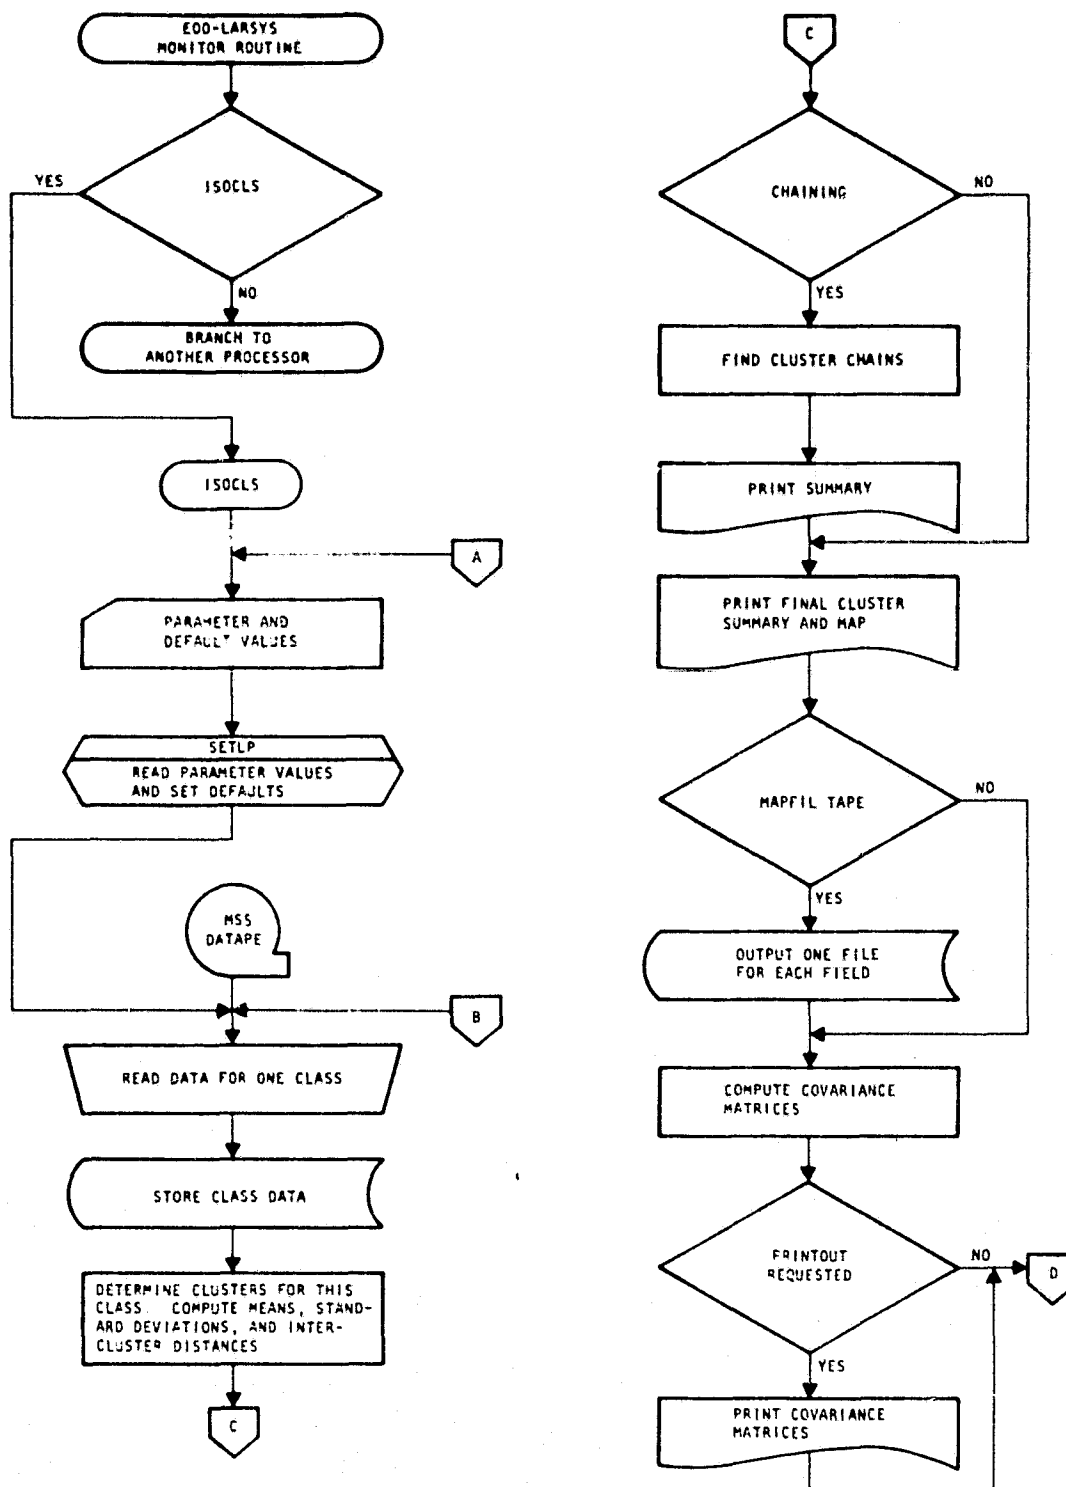 EOD-LARSYS
MONITOR ROUTINE
ISOCLS
YES
NO
BRANCH TO
ANOTHER PROCESSOR
ISOCLS
A
PARAMETER AND
DEFAULT VALUES
SETLP
READ PARAMETER VALUES
AND SET DEFAULTS
MSS
DATAPE
B
READ DATA FOR ONE CLASS
STORE CLASS DATA
DETERMINE CLUSTERS FOR THIS
CLASS. COMPUTE MEANS, STAND-
ARD DEVIATIONS, AND INTER-
CLUSTER DISTANCES
C
C
CHAINING
NO
YES
FIND CLUSTER CHAINS
PRINT SUMMARY
PRINT FINAL CLUSTER
SUMMARY AND MAP
MAPFIL TAPE
NO
YES
OUTPUT ONE FILE
FOR EACH FIELD
COMPUTE COVARIANCE
MATRICES
PRINTOUT
REQUESTED
NO
D
YES
PRINT COVARIANCE
MATRICES